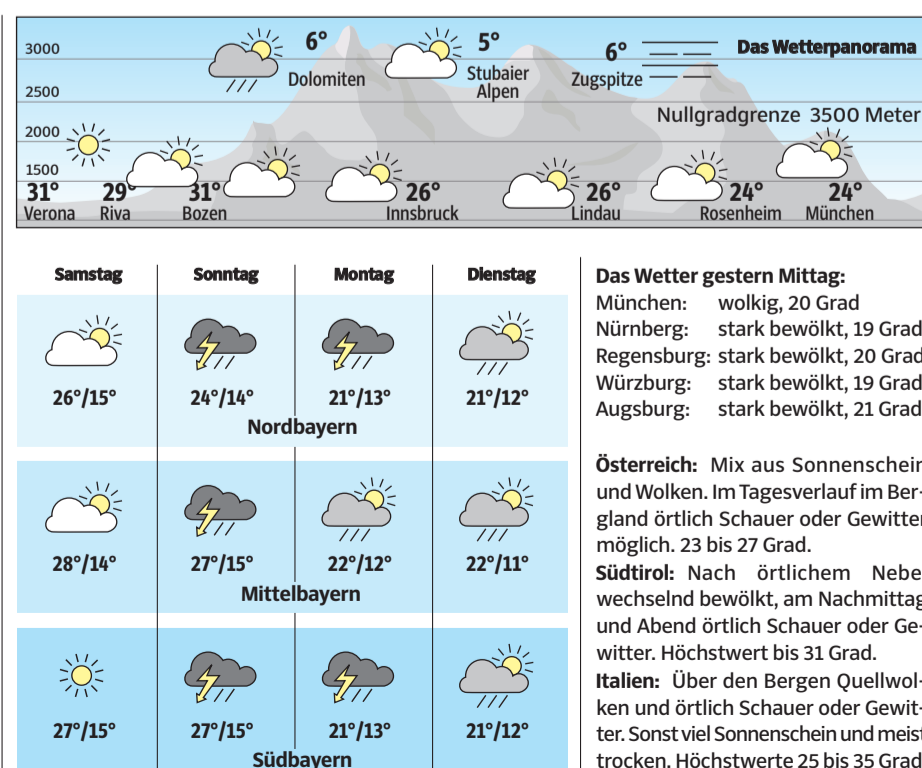 Das Wetterpanorama
3000
2500
2000
1500
6°
Dolomiten
5°
Stubaier
Alpen
6°
Zugspitze
Nullgradgrenze 3500 Meter
31° 29° 31° 26° 26° 24° 24°
Verona Riva Bozen Innsbruck Lindau Rosenheim München
Samstag Sonntag Montag Dienstag
26°/15° 24°/14° 21°/13° 21°/12°
Nordbayern
28°/14° 27°/15° 22°/12° 22°/11°
Mittelbayern
27°/15° 27°/15° 21°/13° 21°/12°
Südbayern
Das Wetter gestern Mittag:
München: wolkig, 20 Grad
Nürnberg: stark bewölkt, 19 Grad
Regensburg: stark bewölkt, 20 Grad
Würzburg: stark bewölkt, 19 Grad
Augsburg: stark bewölkt, 21 Grad
Österreich: Mix aus Sonnenschein
und Wolken. Im Tagesverlauf im Ber-
gland örtlich Schauer oder Gewitter
möglich. 23 bis 27 Grad.
Südtirol: Nach örtlichem Nebe
wechselnd bewölkt, am Nachmittag
und Abend örtlich Schauer oder Ge-
witter. Höchstwert bis 31 Grad.
Italien: Über den Bergen Quellwol-
ken und örtlich Schauer oder Gewit-
ter. Sonst viel Sonnenschein und meist
trocken. Höchstwerte 25 bis 35 Grad